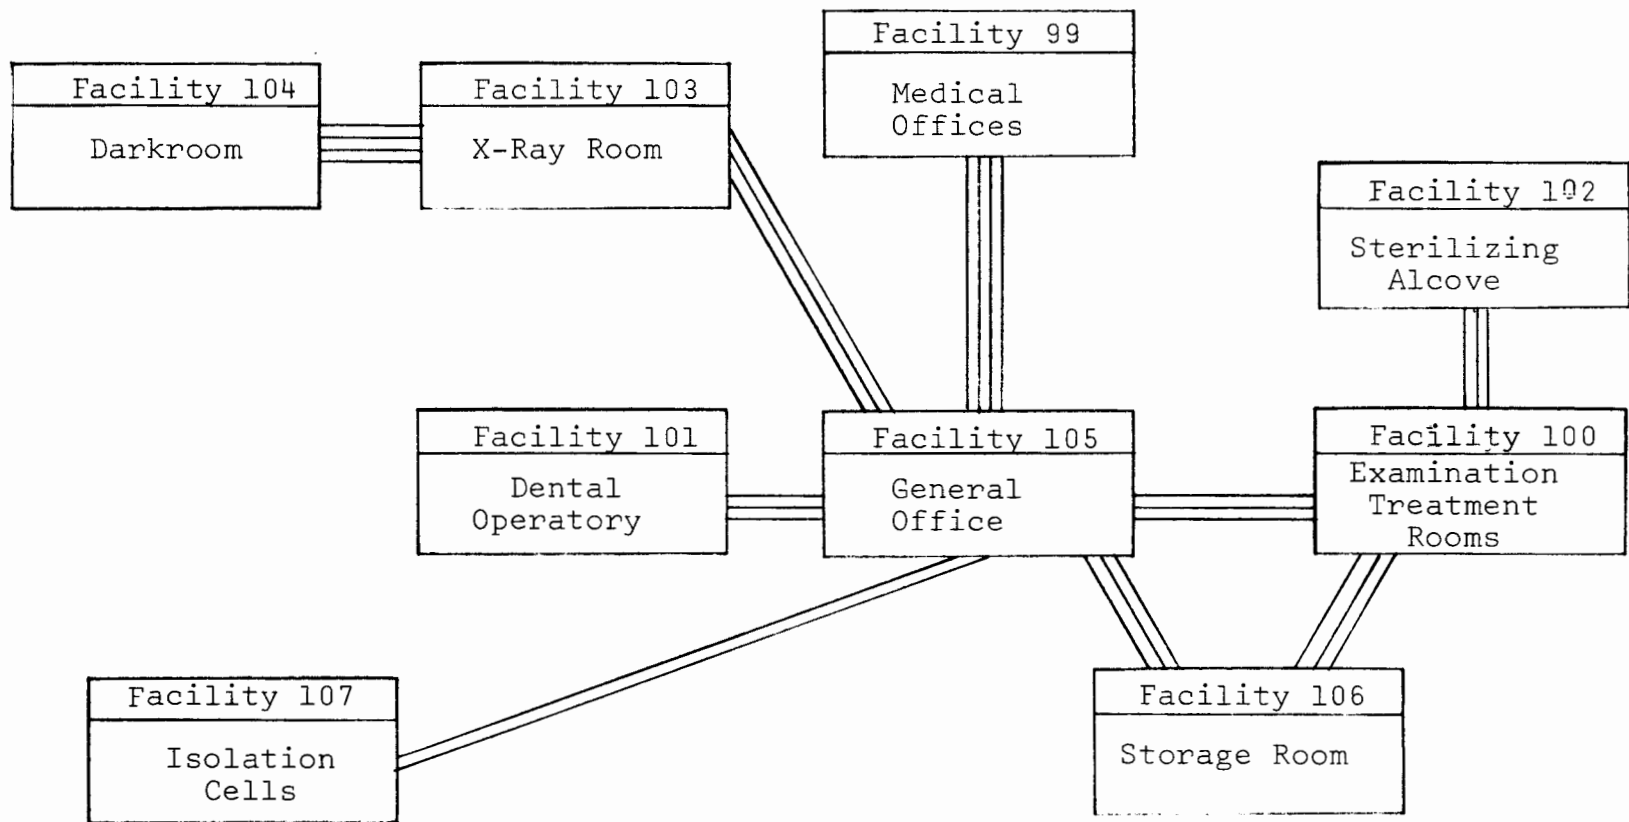 Facility 99
Medical
Offices
Facility 104
Darkroom
Facility 103
X-Ray Room
Facility 102
Sterilizing
Alcove
Facility 101
Dental
Operatory
Facility 105
General
Office
Facility 100
Examination
Treatment
Rooms
Facility 107
Isolation
Cells
Facility 106
Storage Room